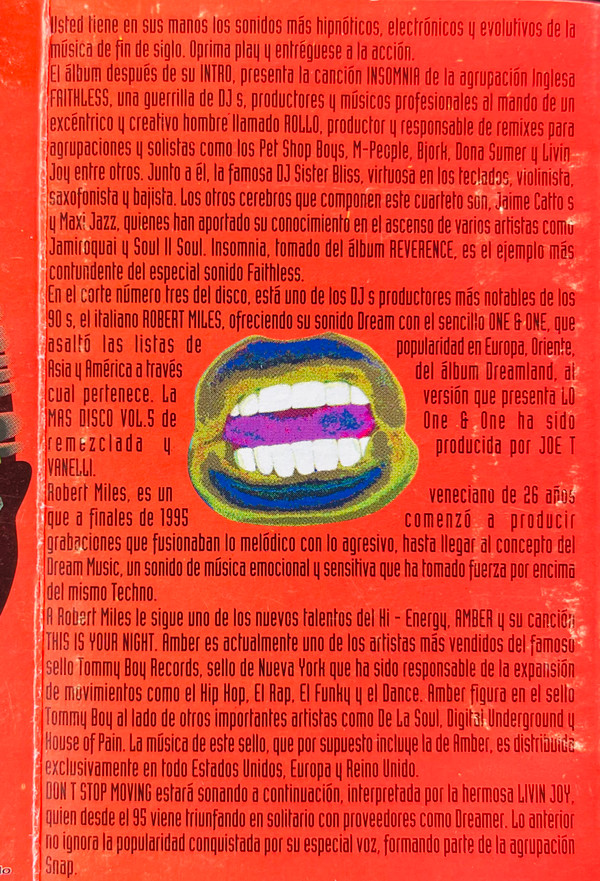 Usted tiene en sus manos los sonidos más hipnóticos, electrónicos y evolutivos de la
música de fin de siglo. Oprima play y entréguese a la acción.
El álbum después de su INTRO, presenta la canción INSOMNIA de la agrupación Inglesa
FAITHLESS, una guerrilla de DJ s, productores y músicos profesionales al mando de un
excéntrico y creativo hombre llamado ROLLO, productor y responsable de remixes para
agrupaciones y solistas como los Pet Shop Boys, M-People, Bjork, Dona Sumer y Livin
Joy entre otros. Junto a él, la famosa DJ Sister Bliss, virtuosa en los teclados, violinista,
saxofonista y bajista. Los otros cerebros que componen este cuarteto son, Jaime Catto s
y Maxi Jazz, quienes han aportado su conocimiento en el ascenso de varios artistas como
Jamiroquai y Soul II Soul. Insomnia, tomado del álbum REVERENCE, es el ejemplo más
contundente del especial sonido Faithless.
En el corte número tres del disco, está uno de los DJ s productores más notables de los
90 s, el italiano ROBERT MILES, ofreciendo su sonido Dream con el sencillo ONE & ONE, que
asaltó las listas de popularidad en Europa, Oriente,
Asia y América a través del álbum Dreamland, al
cual pertenece. La versión que presenta LO
MAS DISCO VOL.5 de One & One ha sido
remezclada y producida por JOE T
VANELLI.
Robert Miles, es un veneciano de 26 años
que a finales de 1995 comenzó a producir
grabaciones que fusionaban lo melódico con lo agresivo, hasta llegar al concepto del
Dream Music, un sonido de música emocional y sensitiva que ha tomado fuerza por encima
del mismo Techno.
A Robert Miles le sigue uno de los nuevos talentos del Hi - Energy, AMBER y su canción
THIS IS YOUR NIGHT. Amber es actualmente uno de los artistas más vendidos del famoso
sello Tommy Boy Records, sello de Nueva York que ha sido responsable de la expansión
de movimientos como el Hip Hop, El Rap, El Funky y el Dance. Amber figura en el sello
Tommy Boy al lado de otros importantes artistas como De La Soul, Digital Underground y
House of Pain. La música de este sello, que por supuesto incluye la de Amber, es distribuida
exclusivamente en todo Estados Unidos, Europa y Reino Unido.
DON T STOP MOVING estará sonando a continuación, interpretada por la hermosa LIVIN JOY,
quien desde el 95 viene triunfando en solitario con proveedores como Dreamer. Lo anterior
no ignora la popularidad conquistada por su especial voz, formando parte de la agrupación
Snap.